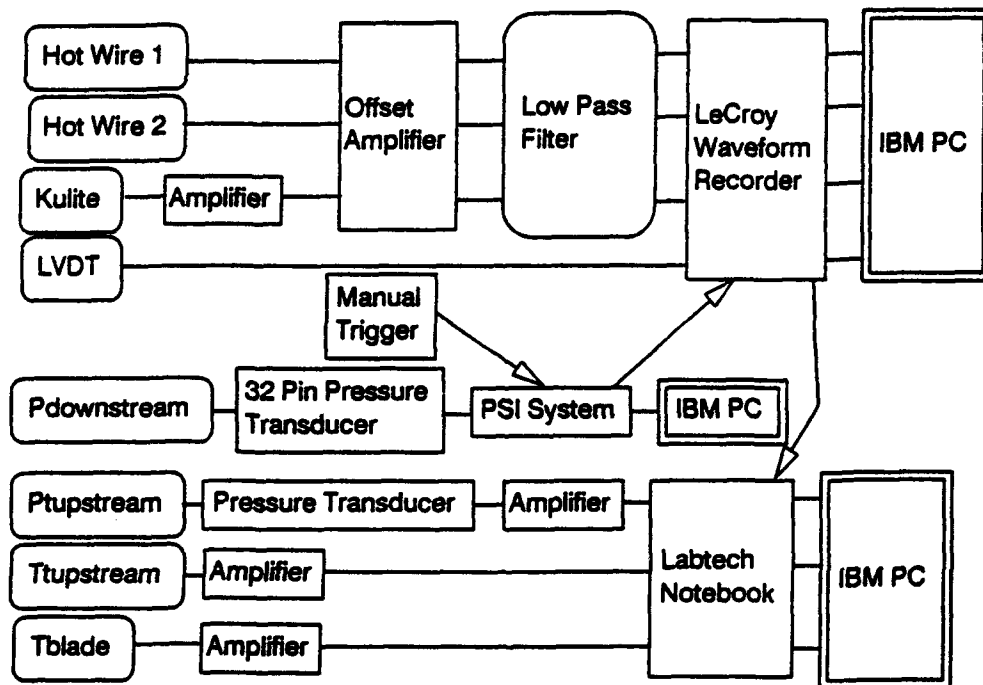 Hot Wire 1
Hot Wire 2
Kulite
Amplifier
LVDT
Offset
Amplifier
Low Pass
Filter
LeCroy
Waveform
Recorder
IBM PC
Manual
Trigger
Pdownstream
32 Pin Pressure
Transducer
PSI System
IBM PC
Ptupstream
Pressure Transducer
Amplifier
Ttupstream
Amplifier
Tblade
Amplifier
Labtech
Notebook
IBM PC